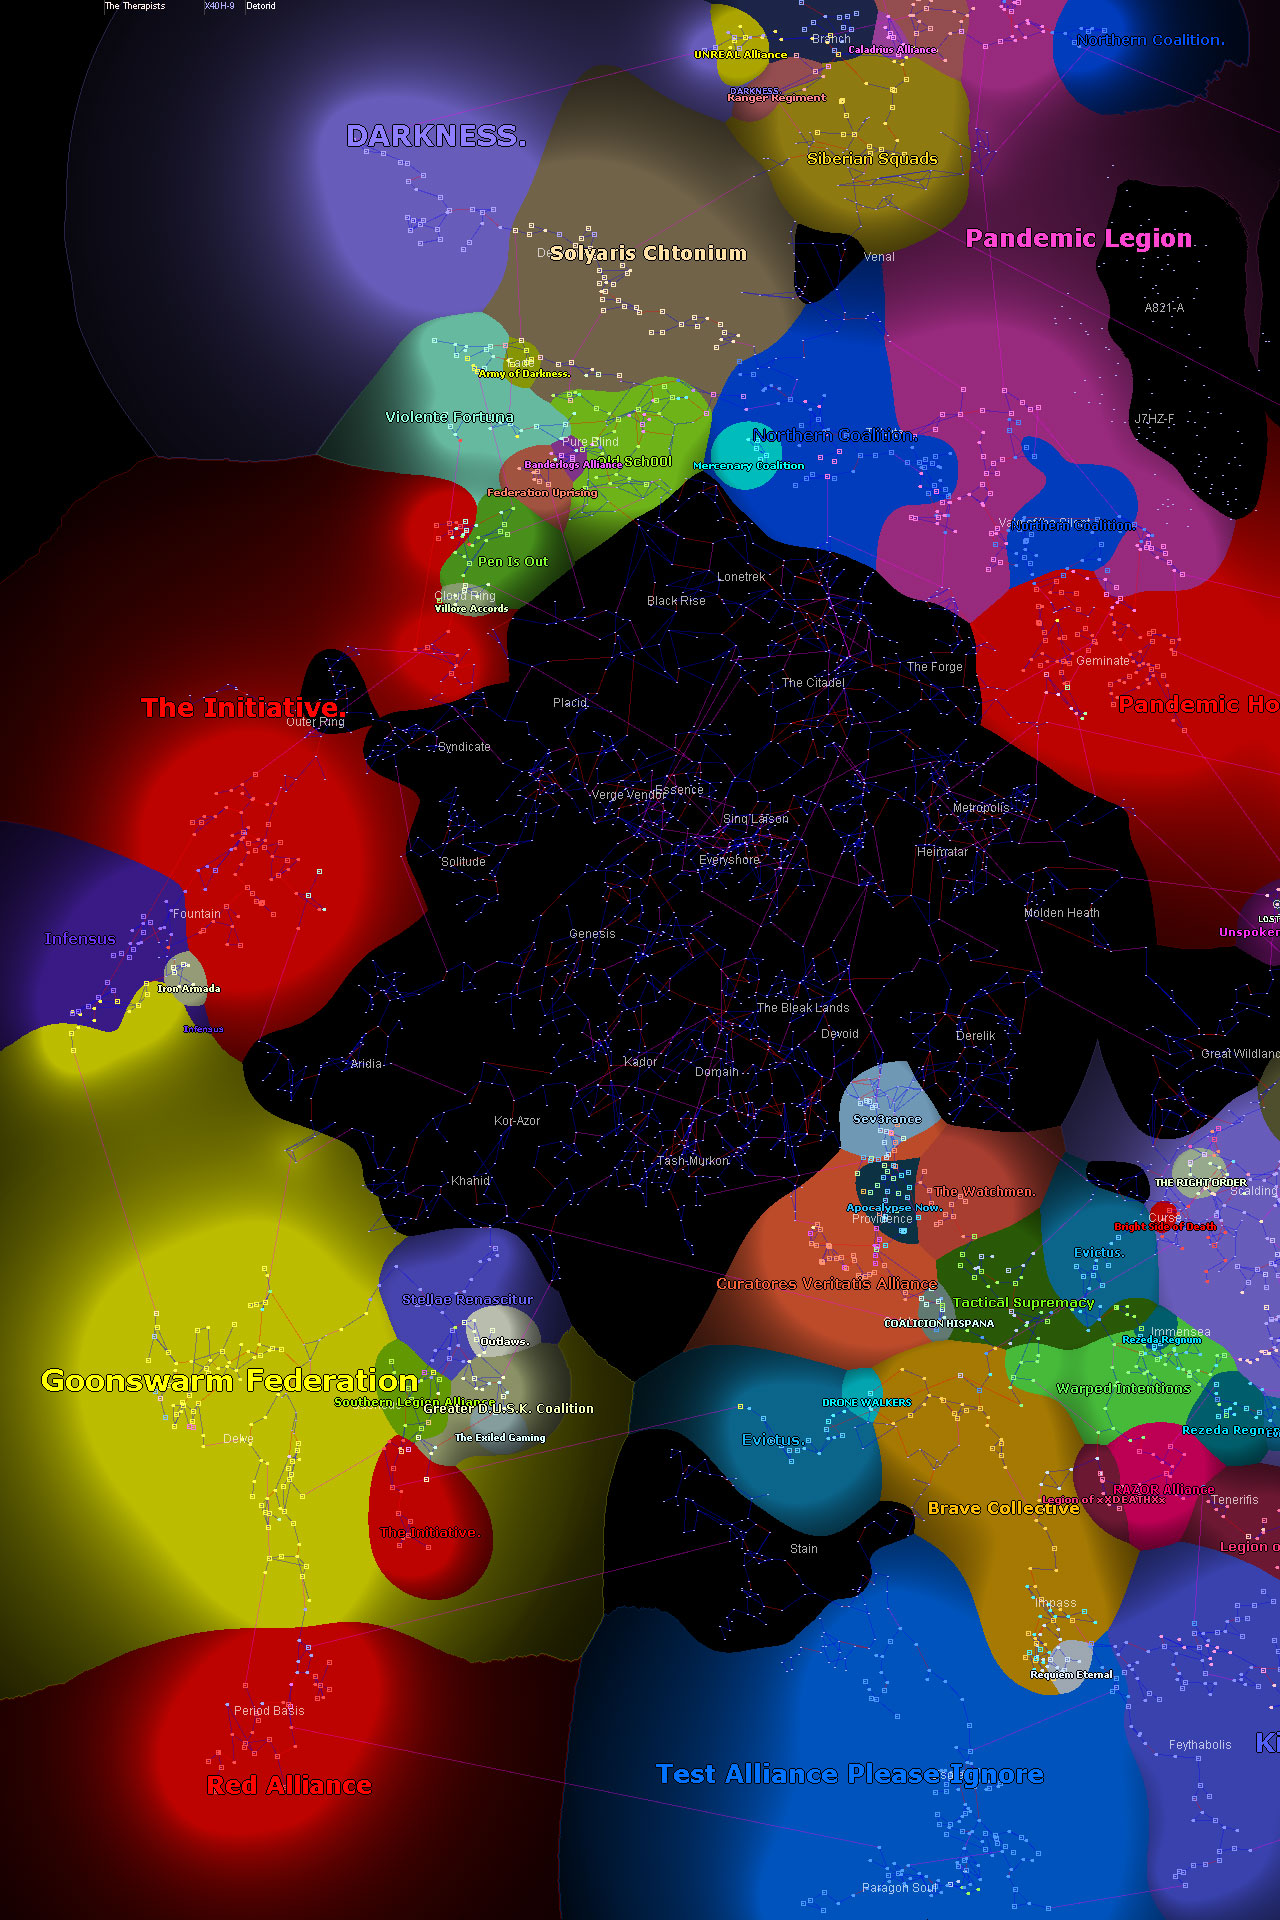 The Therapists X40H-9 Detorid
Branch
Northern Coalition.
UNREAL Alliance
Caladrius Alliance
DARKNESS.
Ranger Regiment
DARKNESS.
Siberian Squads
Pandemic Legion
Solyaris Chtonium
Venal
A821-A
Army of Darkness.
Violente Fortuna
J7HZ-F
Northern Coalition.
Pure Blind
Old School
Banderlogs Alliance
Mercenary Coalition
Federation Uprising
Northern Coalition.
Pen Is Out
Lonetrek
Cloud Ring
Black Rise
Villore Accords
Geminate
The Forge
The Citadel
Placid
Pandemic Ho
The Initiative.
Outer Ring
Syndicate
Essence
Verge Vendor
Metropolis
Sinq Laison
Heimatar
Everyshore
Solitude
Fountain
Molden Heath
LOST
Unspoken
Genesis
Infensus
Iron Armada
The Bleak Lands
Infensus
Devoid
Derelik
Great Wildland
Aridia
Kador
Domain
Kor-Azor
Sev3rance
Tash-Murkon
Khanid
THE RIGHT ORDER
The Watchmen.
Scalding
Apocalypse Now.
Providence
Curse
Bright Side of Death
Evictus.
Curatores Veritatis Alliance
Stellae Renascitur
Tactical Supremacy
COALICION HISPANA
Immensea
Outlaws.
Rezeda Regnum
Goonswarm Federation
Warped Intentions
Southern Legion Alliance
DRONE WALKERS
Greater D.U.S.K. Coalition
Rezeda Regnum
Delve
The Exiled Gaming
Evictus.
RAZOR Alliance
Legion of xXDEATHXx
Tenerifis
Brave Collective
The Initiative.
Legion o
Stain
Impass
Requiem Eternal
Period Basis
Feythabolis
Ki
Test Alliance Please Ignore
Red Alliance
Paragon Soul